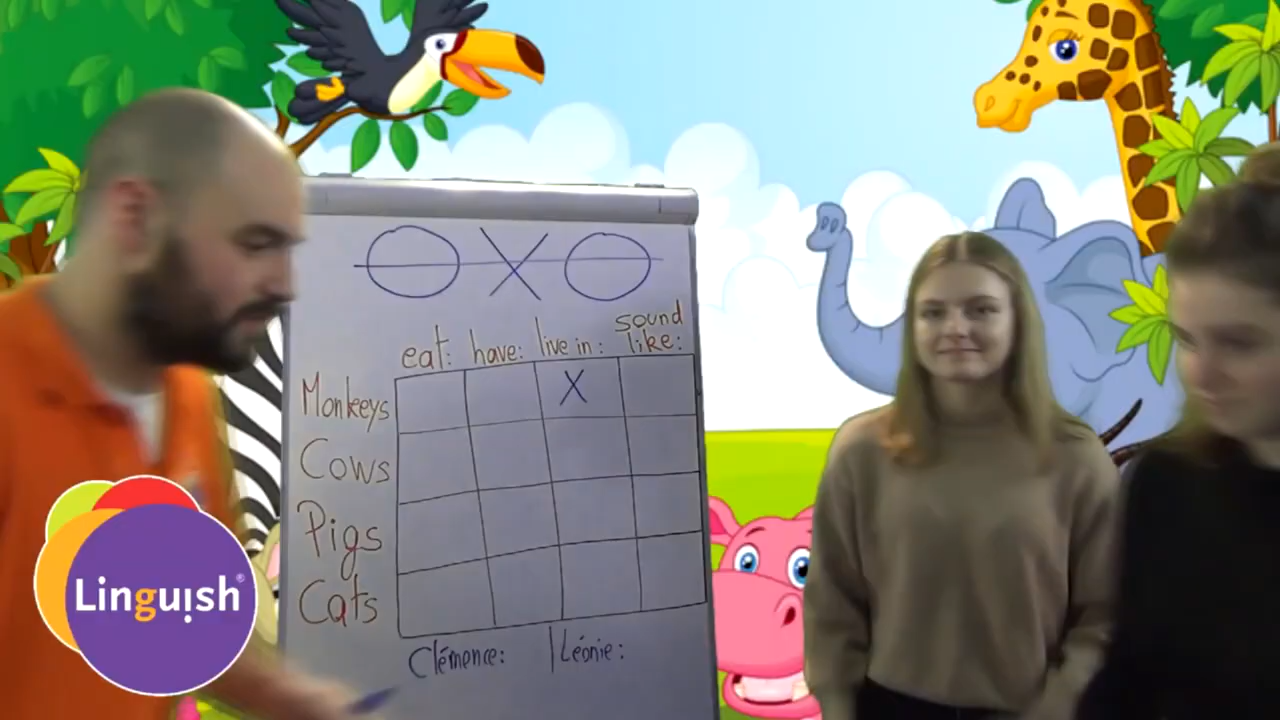 OXO
eat: have: live in: sound like:
Monkeys X
Cows
Pigs
Cats
Clémence: | Léonie:
Linguish®